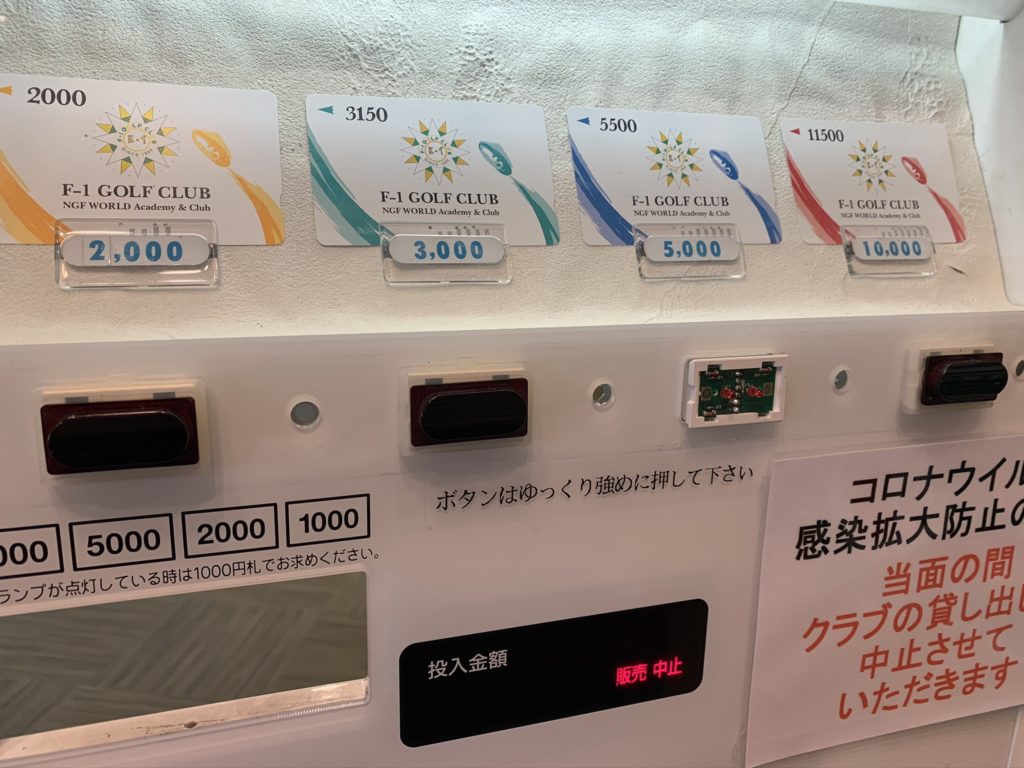 2000
F-1 GOLF CLUB
NGF WORLD Academy & Club
2,000
3150
F-1 GOLF CLUB
NGF WORLD Academy & Club
3,000
5500
F-1 GOLF CLUB
NGF WORLD Academy & Club
5,000
11500
F-1 GOLF CLUB
NGF WORLD Academy & Club
10,000
ボタンはゆっくり強めに押して下さい
000
5000
2000
1000
ランプが点灯している時は1000円札でお求めください。
投入金額
販売 中止
コロナウイル
感染拡大防止の
当面の間
クラブの貸し出し
中止させて
いただきます